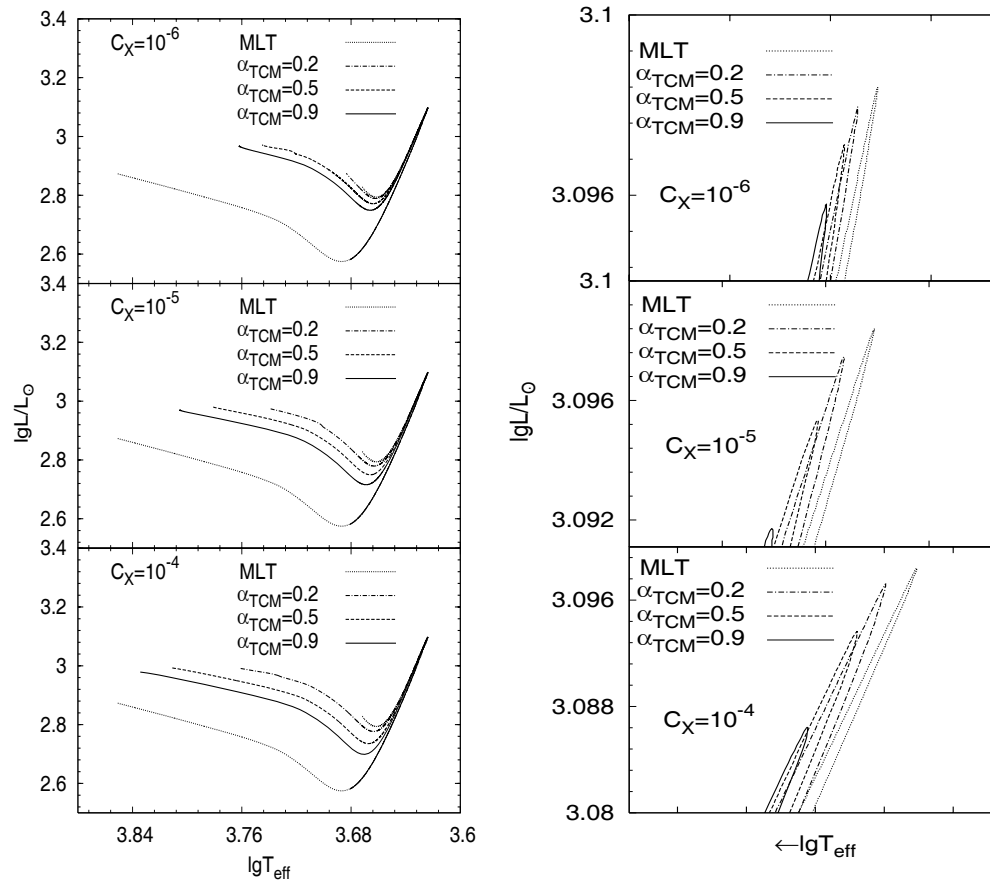 3.4
C_X=10^-6
MLT
α_TCM=0.2
α_TCM=0.5
α_TCM=0.9
3.2
3
2.8
2.6
3.4
C_X=10^-5
MLT
α_TCM=0.2
α_TCM=0.5
α_TCM=0.9
3.2
3
2.8
2.6
lgL/L_⊙
3.4
C_X=10^-4
MLT
α_TCM=0.2
α_TCM=0.5
α_TCM=0.9
3.2
3
2.8
2.6
3.84 3.76 3.68 3.6
lgT_eff
3.1
MLT
α_TCM=0.2
α_TCM=0.5
α_TCM=0.9
3.096
C_X=10^-6
3.1
MLT
α_TCM=0.2
α_TCM=0.5
α_TCM=0.9
3.096
C_X=10^-5
3.092
lgL/L_⊙
MLT
α_TCM=0.2
α_TCM=0.5
α_TCM=0.9
3.096
3.088
C_X=10^-4
3.08
←lgT_eff